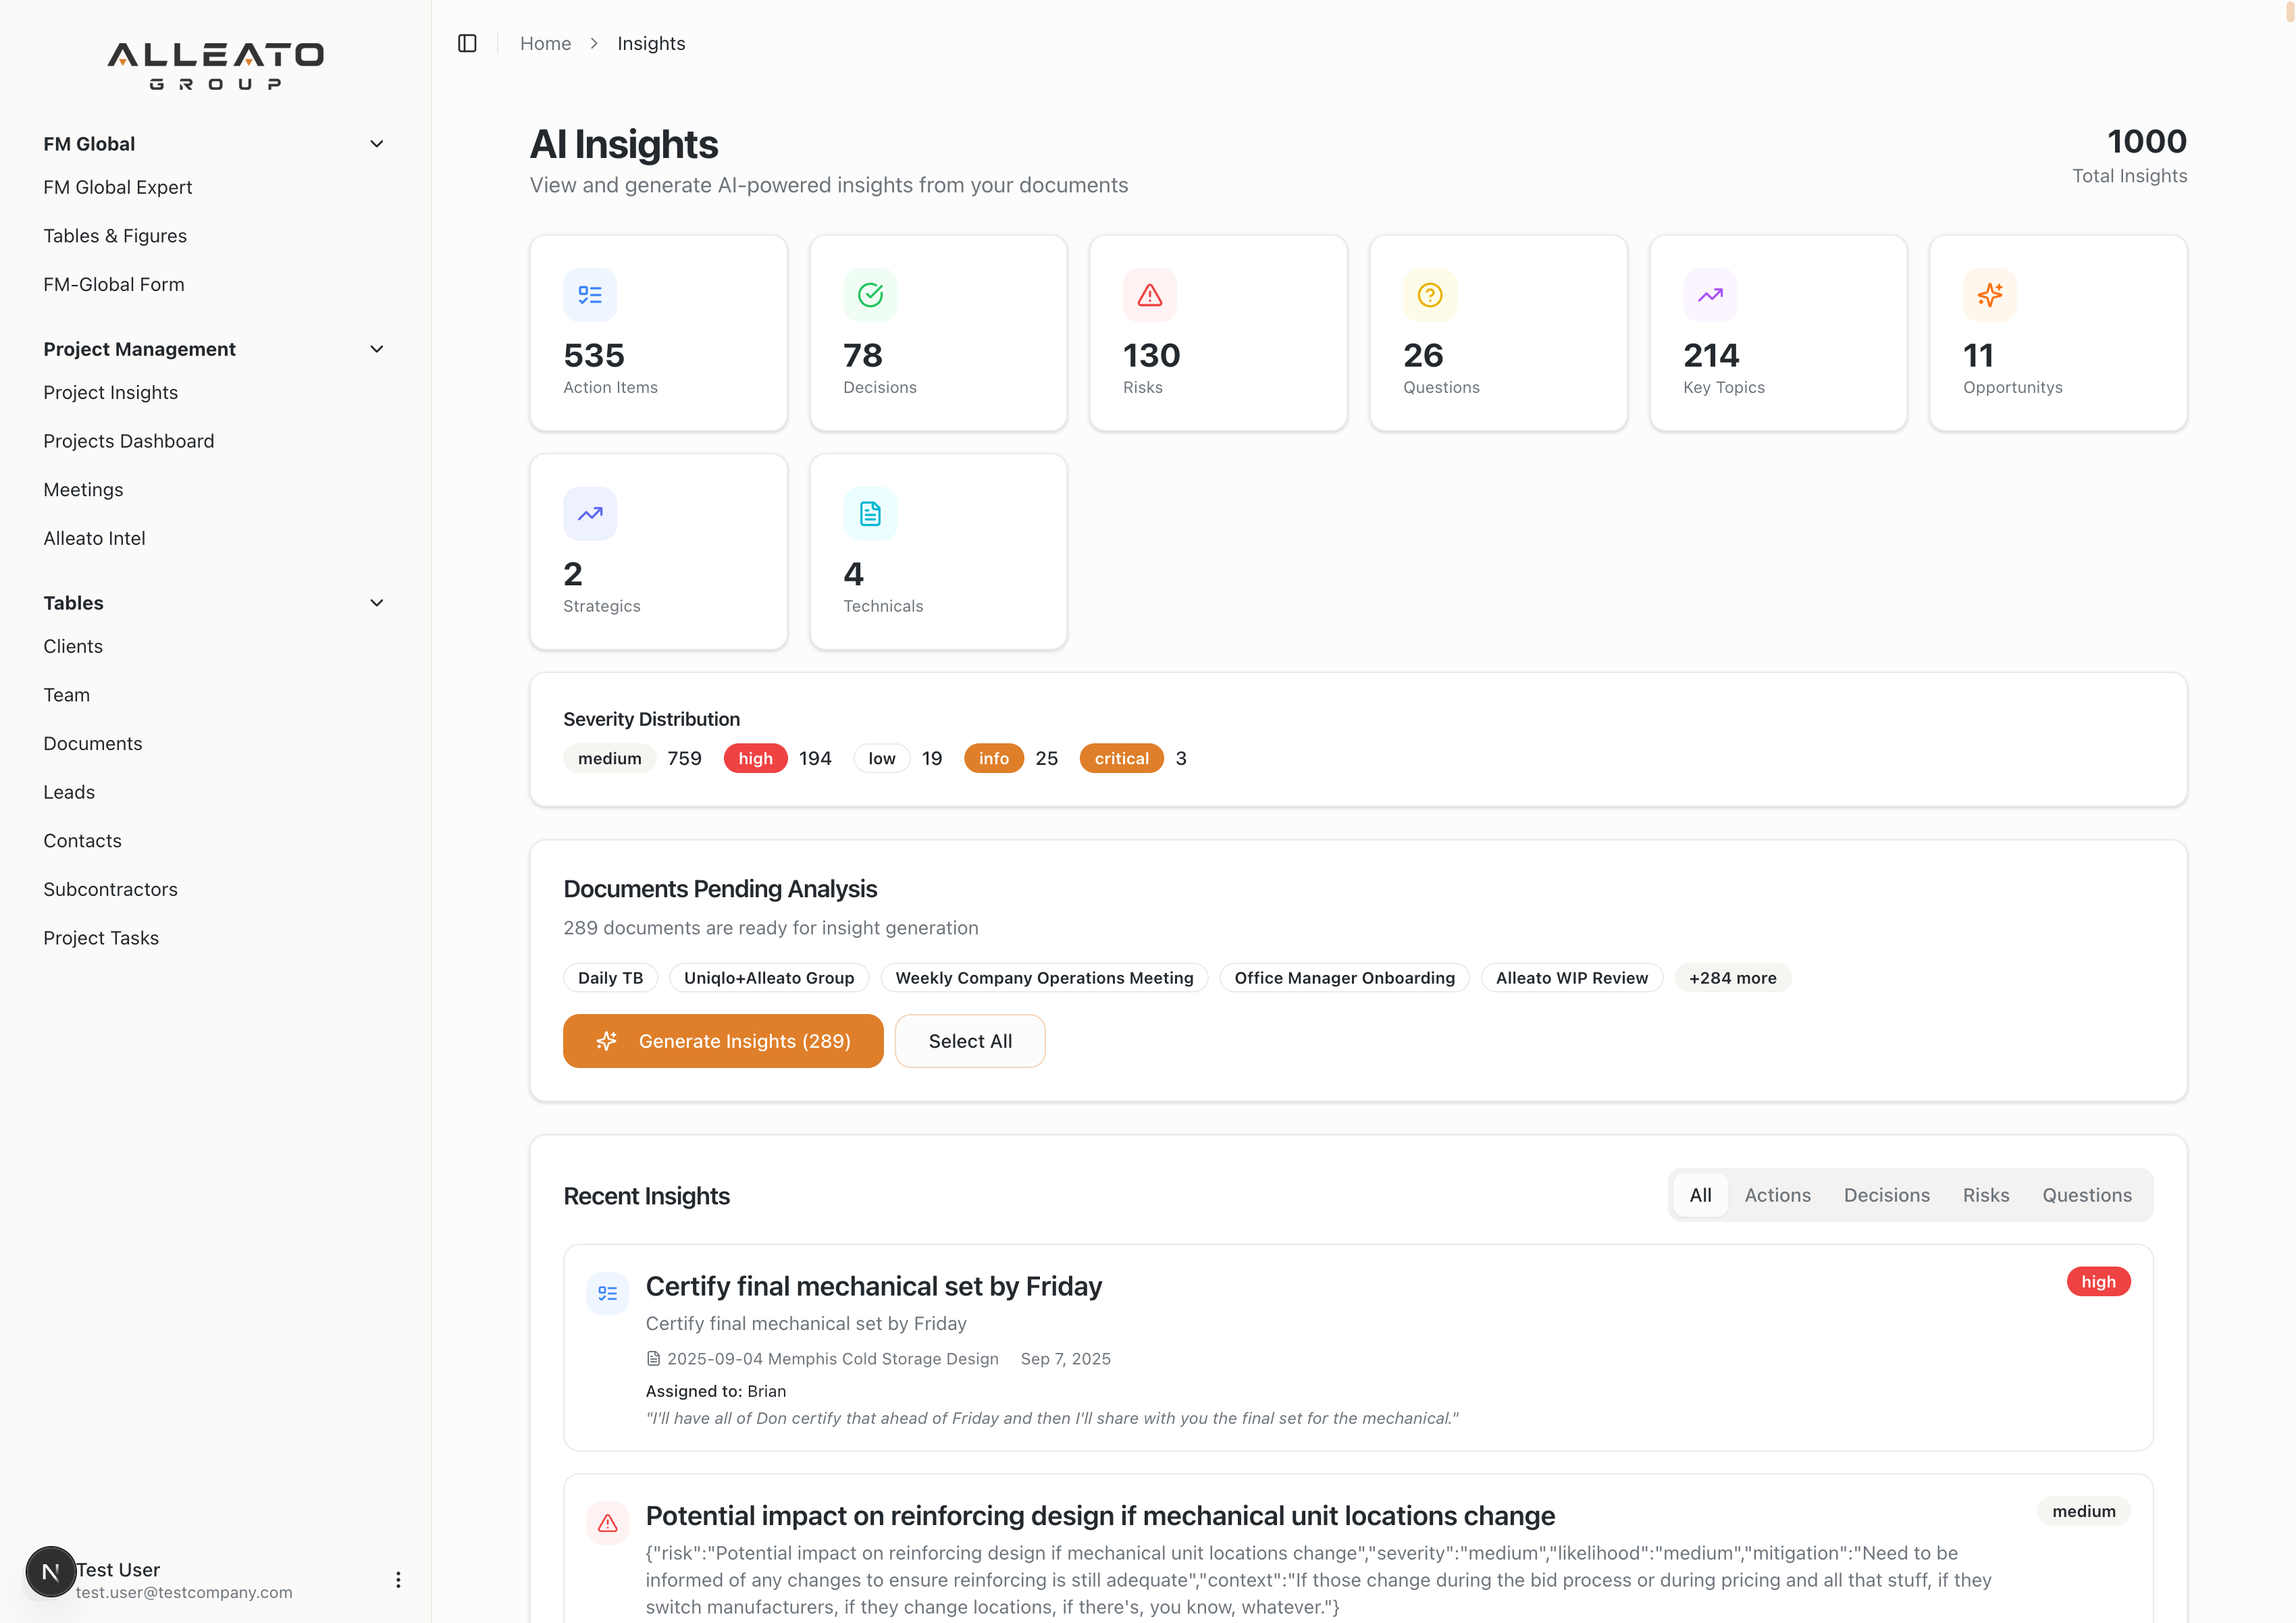 ALLEATO
GROUP
FM Global
FM Global Expert
Tables & Figures
FM-Global Form
Project Management
Project Insights
Projects Dashboard
Meetings
Alleato Intel
Tables
Clients
Team
Documents
Leads
Contacts
Subcontractors
Project Tasks
N
Test User
test.user@testcompany.com
Home > Insights
AI Insights
View and generate AI-powered insights from your documents
1000
Total Insights
535
Action Items
78
Decisions
130
Risks
26
Questions
214
Key Topics
11
Opportunitys
2
Strategics
4
Technicals
Severity Distribution
medium 759 high 194 low 19 info 25 critical 3
Documents Pending Analysis
289 documents are ready for insight generation
Daily TB Uniqlo+Alleato Group Weekly Company Operations Meeting Office Manager Onboarding Alleato WIP Review +284 more
Generate Insights (289) Select All
Recent Insights
All Actions Decisions Risks Questions
Certify final mechanical set by Friday
high
Certify final mechanical set by Friday
2025-09-04 Memphis Cold Storage Design Sep 7, 2025
Assigned to: Brian
"I'll have all of Don certify that ahead of Friday and then I'll share with you the final set for the mechanical."
Potential impact on reinforcing design if mechanical unit locations change
medium
{"risk":"Potential impact on reinforcing design if mechanical unit locations change","severity":"medium","likelihood":"medium","mitigation":"Need to be
informed of any changes to ensure reinforcing is still adequate","context":"If those change during the bid process or during pricing and all that stuff, if they
switch manufacturers, if they change locations, if there's, you know, whatever."}